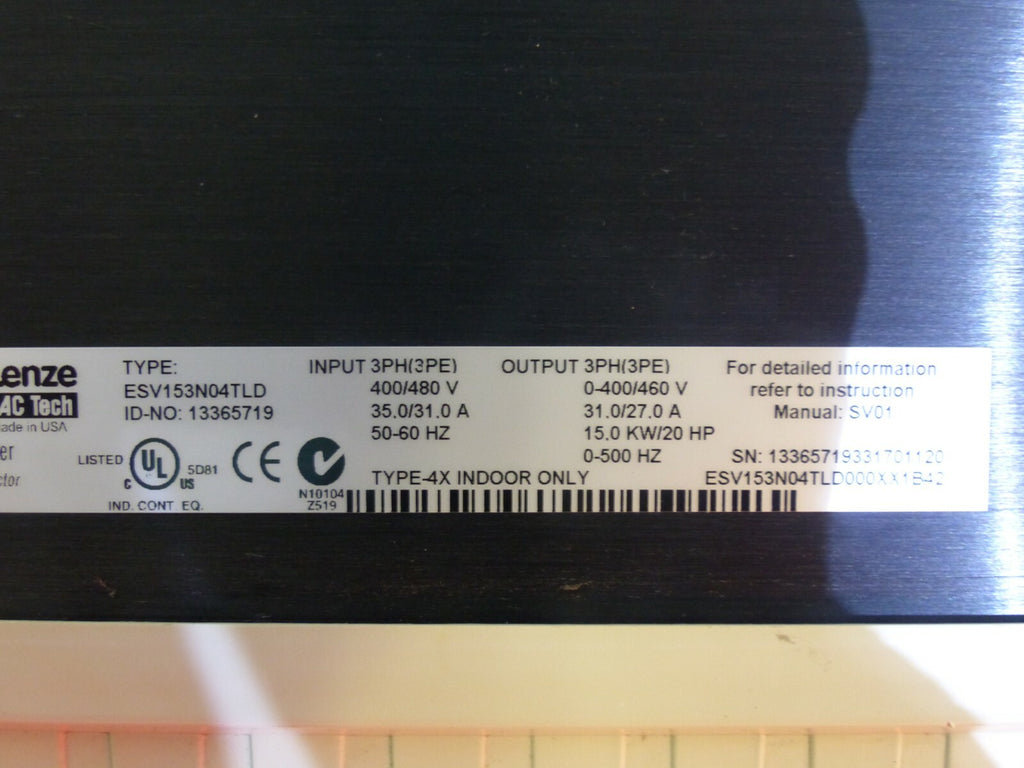 enze
AC Tech
ade in USA
er
ctor
TYPE:
ESV153N04TLD
ID-NO: 13365719
LISTED
UL
C
US
5D81
IND. CONT. EQ.
CE
N10104
Z519
INPUT 3PH(3PE)
400/480 V
35.0/31.0 A
50-60 HZ
TYPE-4X INDOOR ONLY
OUTPUT 3PH(3PE)
0-400/460 V
31.0/27.0 A
15.0 KW/20 HP
0-500 HZ
For detailed information
refer to instruction
Manual: SV01
SN: 13365719331701120
ESV153N04TLD000XX1B42